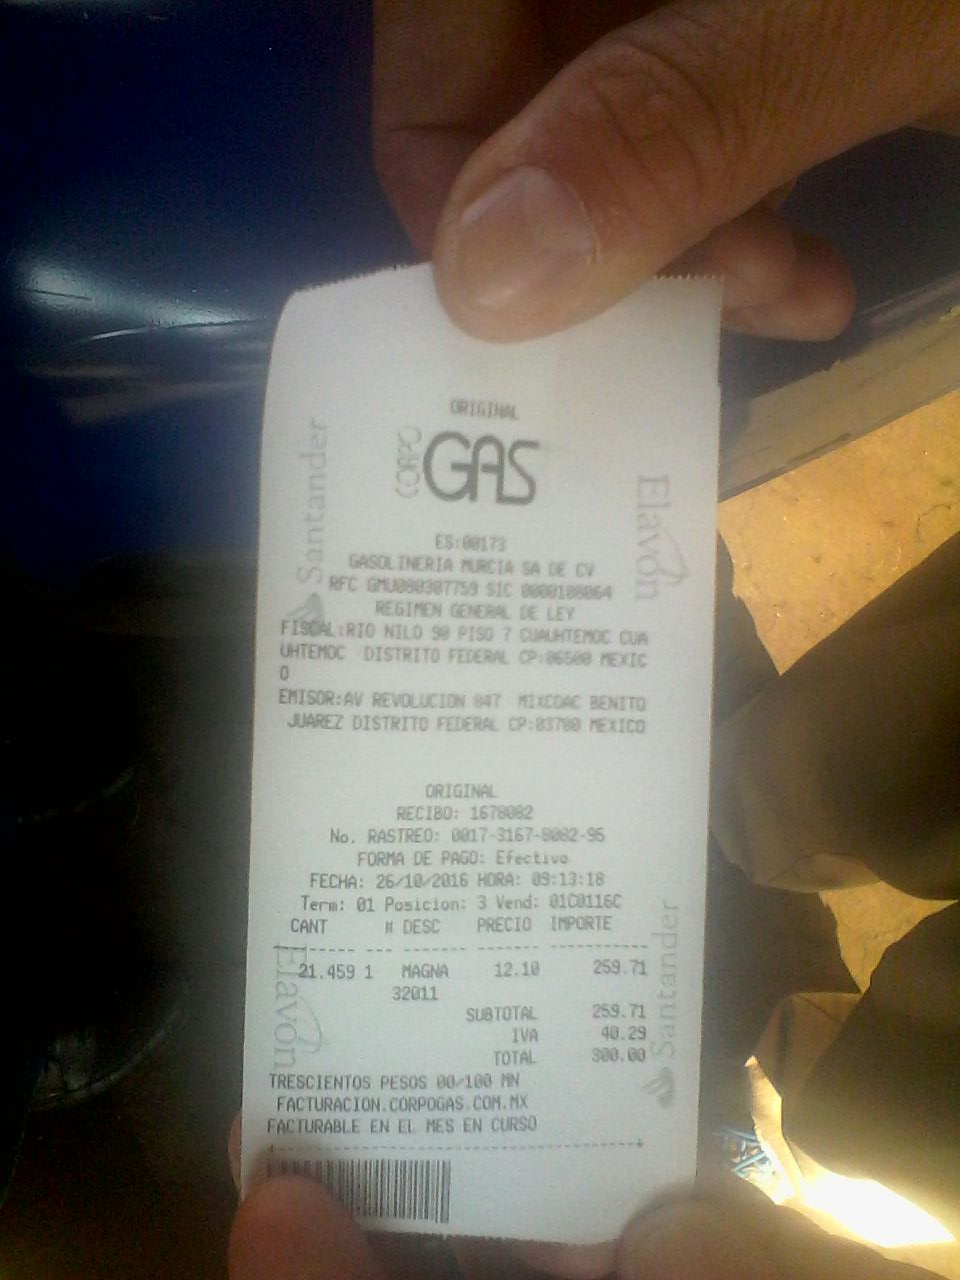 ORIGINAL
CORPO GAS
Santander
Elavon
ES:00173
GASOLINERIA MURCIA SA DE CV
RFC GMU080307759 SIC 0000108064
REGIMEN GENERAL DE LEY
FISCAL:RIO NILO 90 PISO 7 CUAUHTEMOC CUA
UHTEMOC DISTRITO FEDERAL CP:06500 MEXIC
O
EMISOR:AV REVOLUCION 847 MIXCOAC BENITO
JUAREZ DISTRITO FEDERAL CP:03700 MEXICO
ORIGINAL
RECIBO: 1678082
No. RASTREO: 0017-3167-8082-95
FORMA DE PAGO: Efectivo
FECHA: 26/10/2016 HORA: 09:13:18
Term: 01 Posicion: 3 Vend: 01C0116C
CANT # DESC PRECIO IMPORTE
21.459 1 MAGNA 12.10 259.71
32011
SUBTOTAL 259.71
IVA 40.29
TOTAL 300.00
Elavon
Santander
TRESCIENTOS PESOS 00/100 MN
FACTURACION.CORPOGAS.COM.MX
FACTURABLE EN EL MES EN CURSO